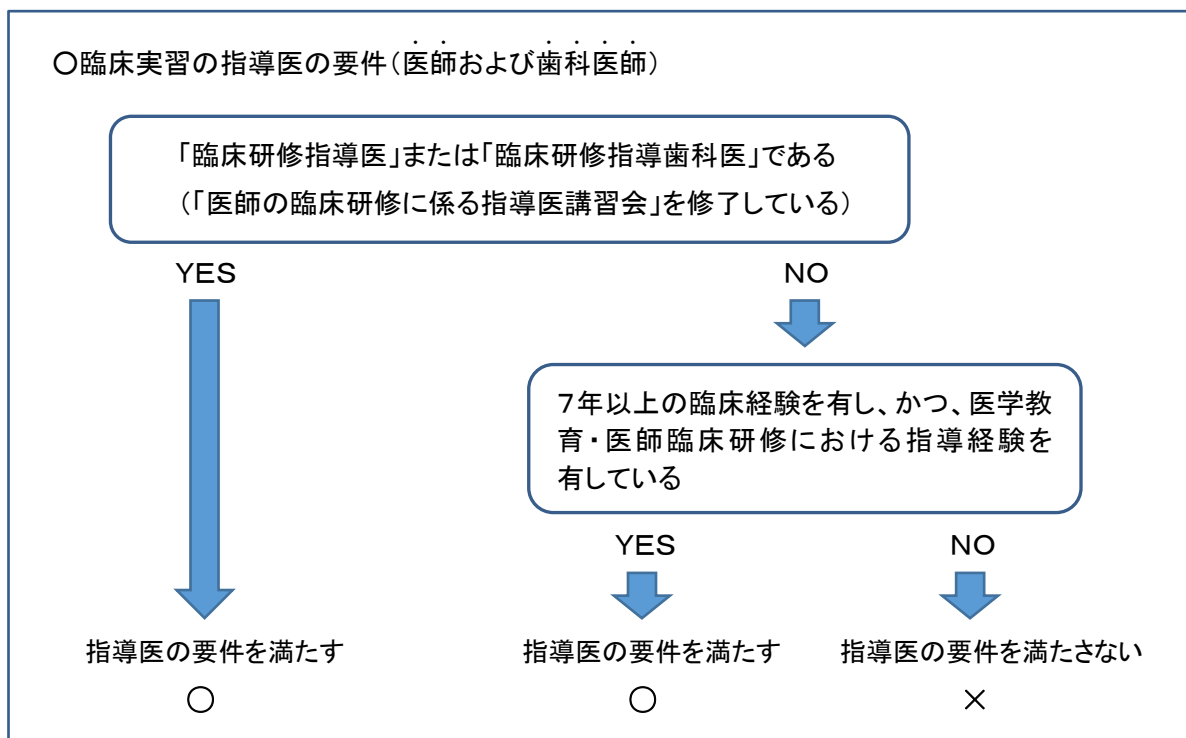 ○臨床実習の指導医の要件(医師および歯科医師)
「臨床研修指導医」または「臨床研修指導歯科医」である
(「医師の臨床研修に係る指導医講習会」を修了している)
YES
NO
7年以上の臨床経験を有し、かつ、医学教
育・医師臨床研修における指導経験を
有している
YES
NO
指導医の要件を満たす
指導医の要件を満たす
指導医の要件を満たさない
○
○
×